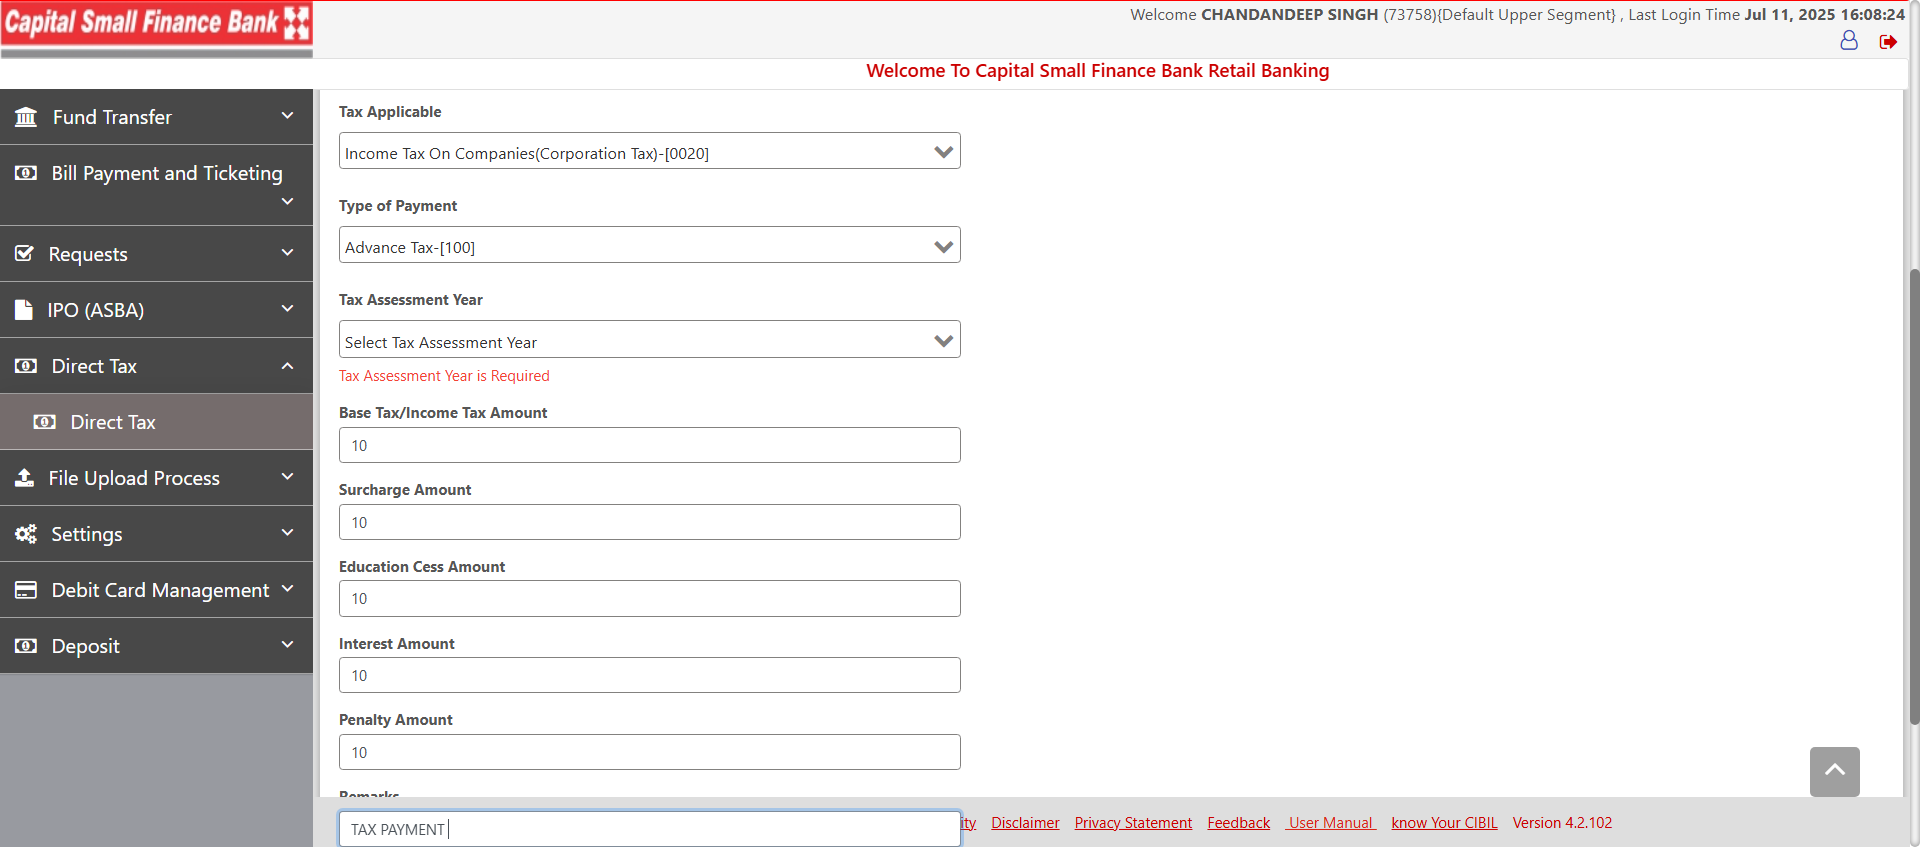 Capital Small Finance Bank
Welcome CHANDANDEEP SINGH (73758){Default Upper Segment} , Last Login Time Jul 11, 2025 16:08:24
Welcome To Capital Small Finance Bank Retail Banking
Fund Transfer
Bill Payment and Ticketing
Requests
IPO (ASBA)
Direct Tax
Direct Tax
File Upload Process
Settings
Debit Card Management
Deposit
Tax Applicable
Income Tax On Companies(Corporation Tax)-[0020]
Type of Payment
Advance Tax-[100]
Tax Assessment Year
Select Tax Assessment Year
Tax Assessment Year is Required
Base Tax/Income Tax Amount
10
Surcharge Amount
10
Education Cess Amount
10
Interest Amount
10
Penalty Amount
10
Remarks
TAX PAYMENT
ity Disclaimer Privacy Statement Feedback User Manual know Your CIBIL Version 4.2.102